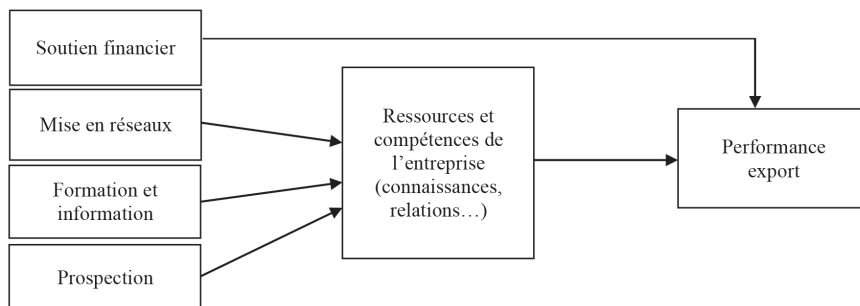 Soutien financier
Mise en réseaux
Formation et
information
Prospection
Ressources et
compétences de
l’entreprise
(connaissances,
relations…)
Performance
export